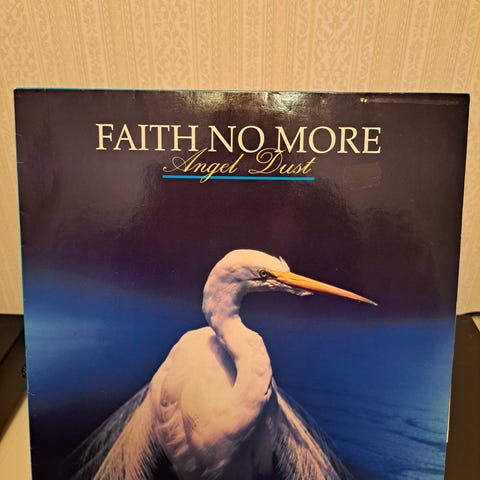 FAITH NO MORE
Angel Dust